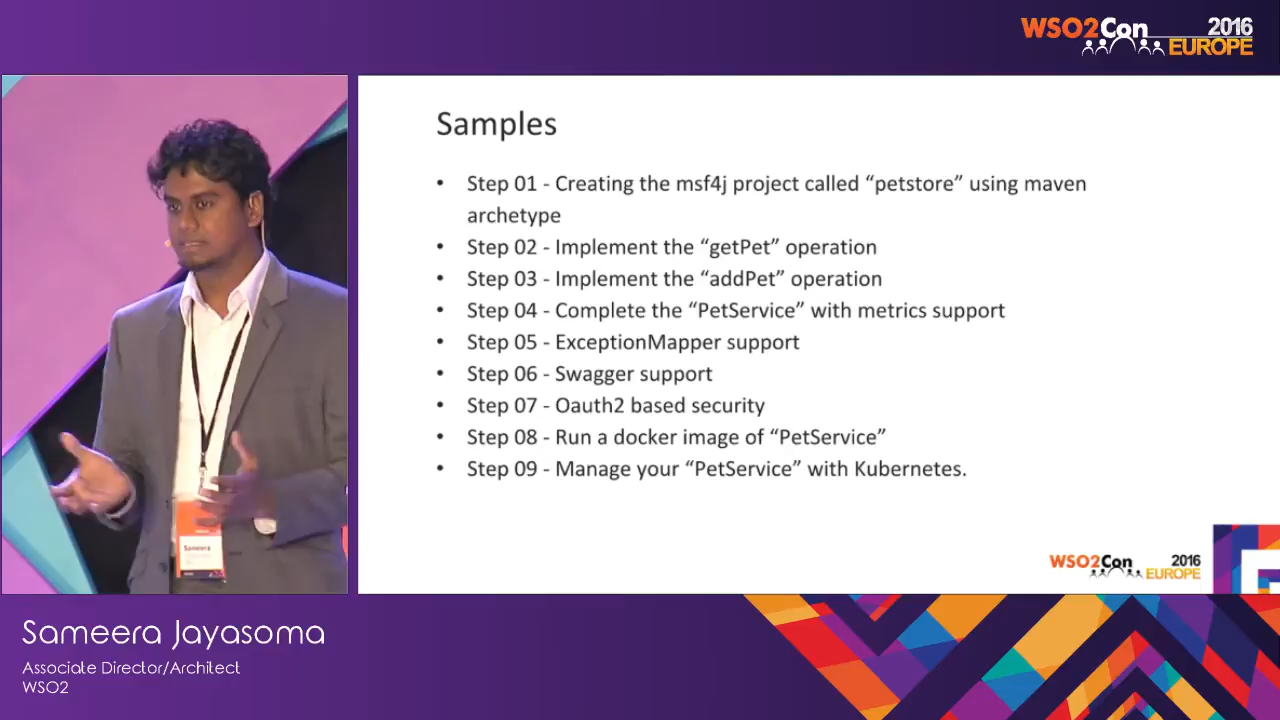 WSO2Con 2016
EUROPE
Samples
• Step 01 - Creating the msf4j project called “petstore” using maven
archetype
• Step 02 - Implement the “getPet” operation
• Step 03 - Implement the “addPet” operation
• Step 04 - Complete the “PetService” with metrics support
• Step 05 - ExceptionMapper support
• Step 06 - Swagger support
• Step 07 - Oauth2 based security
• Step 08 - Run a docker image of “PetService”
• Step 09 - Manage your “PetService” with Kubernetes.
Sameera
WSO2Con 2016
EUROPE
Sameera Jayasoma
Associate Director/Architect
WSO2